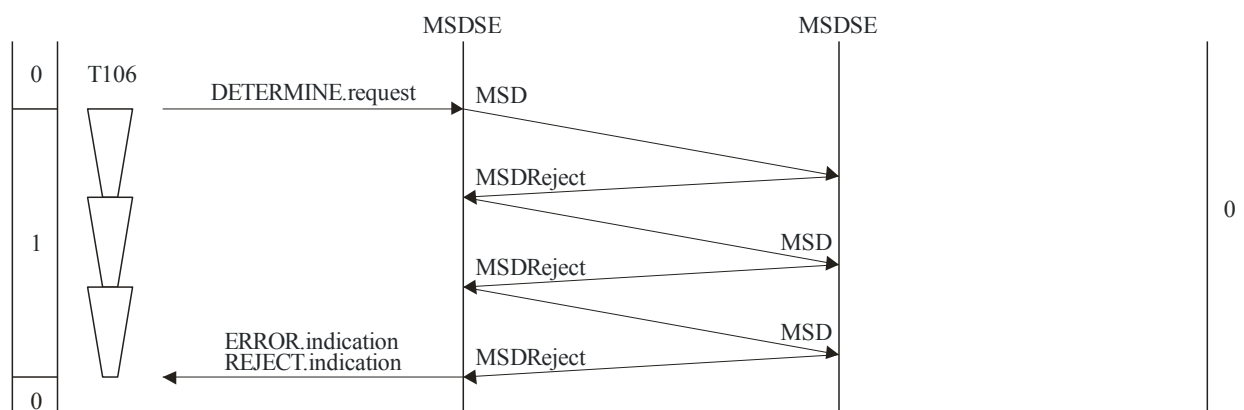 MSDSE MSDSE
0 T106
DETERMINE.request MSD
MSDReject
0
1 MSD
MSDReject
ERROR.indication MSD
REJECT.indication MSDReject
0